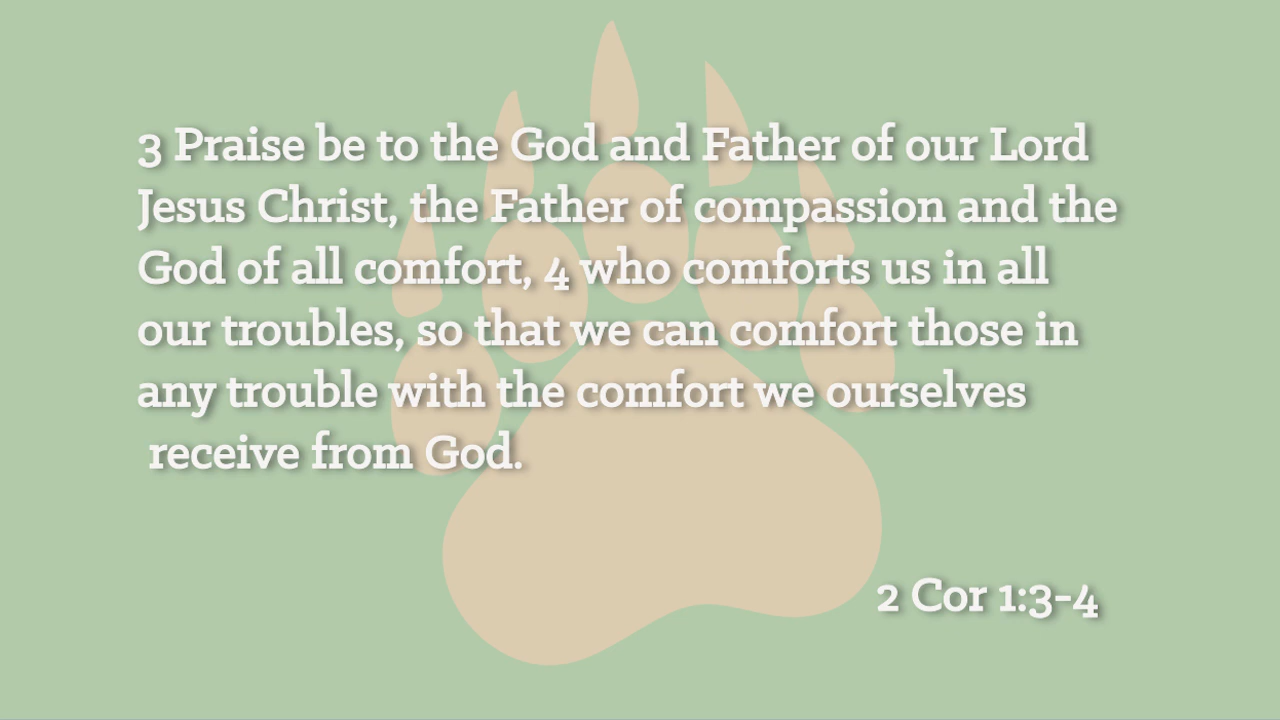 3 Praise be to the God and Father of our Lord
Jesus Christ, the Father of compassion and the
God of all comfort, 4 who comforts us in all
our troubles, so that we can comfort those in
any trouble with the comfort we ourselves
receive from God.
2 Cor 1:3-4